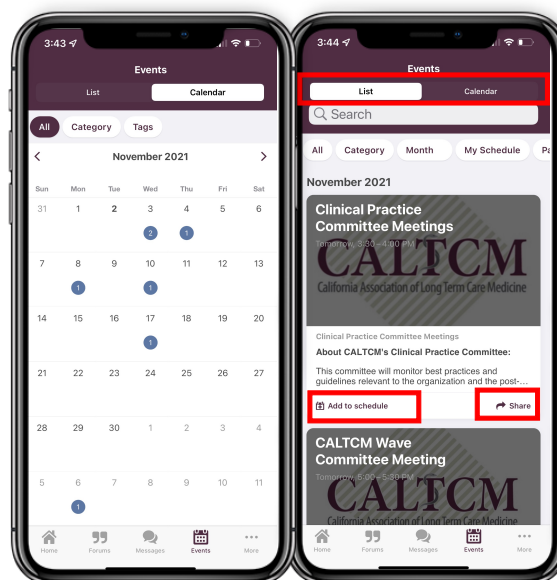 3:43
Events
List Calendar
All Category Tags
November 2021
Sun Mon Tue Wed Thu Fri Sat
31 1 2 3 4 5 6
2 1
7 8 9 10 11 12 13
1 1
14 15 16 17 18 19 20
1
21 22 23 24 25 26 27
28 29 30 1 2 3 4
5 6 7 8 9 10 11
1
Home Forums Messages Events More
3:44
Events
List Calendar
Search
All Category Month My Schedule Pa
November 2021
Clinical Practice
Committee Meetings
Tomorrow, 3:30 – 4:00 PM
CALTCM
California Association of Long Term Care Medicine
Clinical Practice Committee Meetings
About CALTCM's Clinical Practice Committee:
This committee will monitor best practices and
guidelines relevant to the organization and the post-...
Add to schedule Share
CALTCM Wave
Committee Meeting
Tomorrow, 5:00 – 5:30 PM
CALTCM
California Association of Long Term Care Medicine
Home Forums Messages Events More